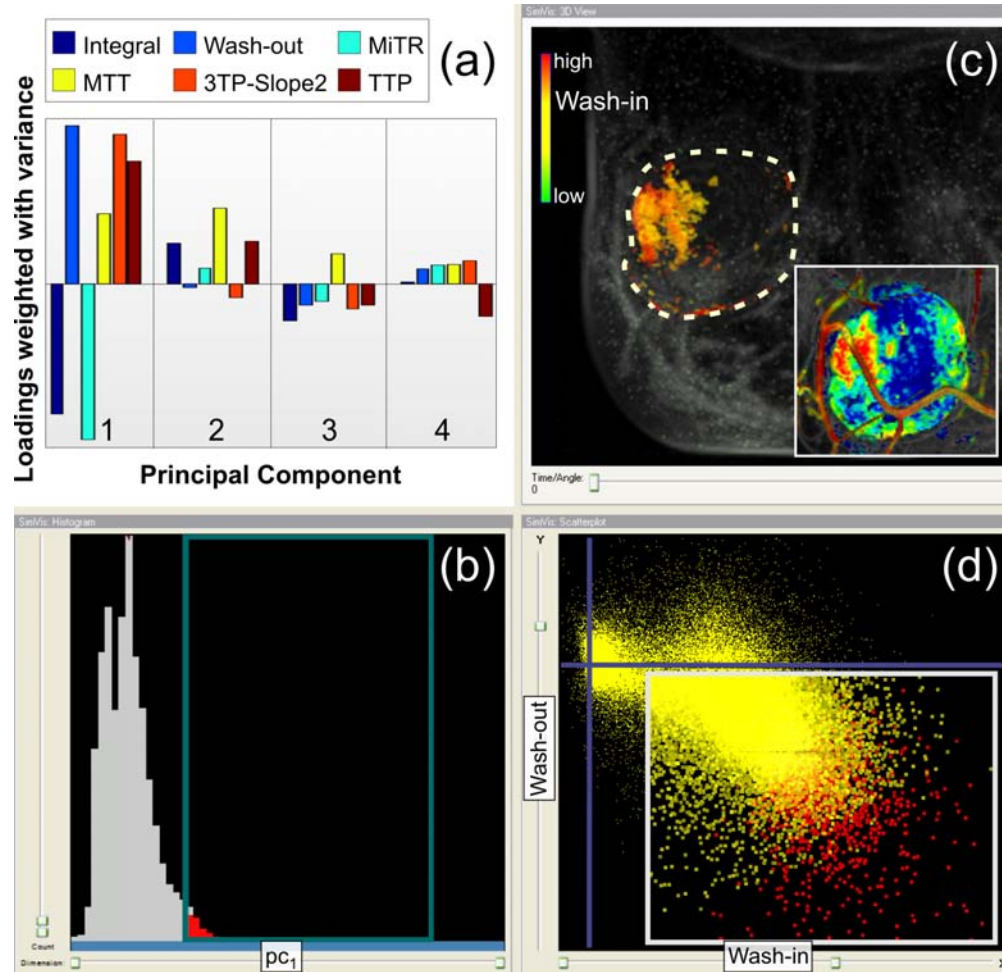 Integral
Wash-out
MiTR
MTT
3TP-Slope2
TTP
(a)
Loadings weighted with variance
1
2
3
4
Principal Component
SimVis: 3D View
high
Wash-in
low
(c)
Time/Angle:
0
SimVis: Histogram
(b)
Count
Dimension:
pc₁
SimVis: Scatterplot
Y
(d)
Wash-out
Wash-in
X